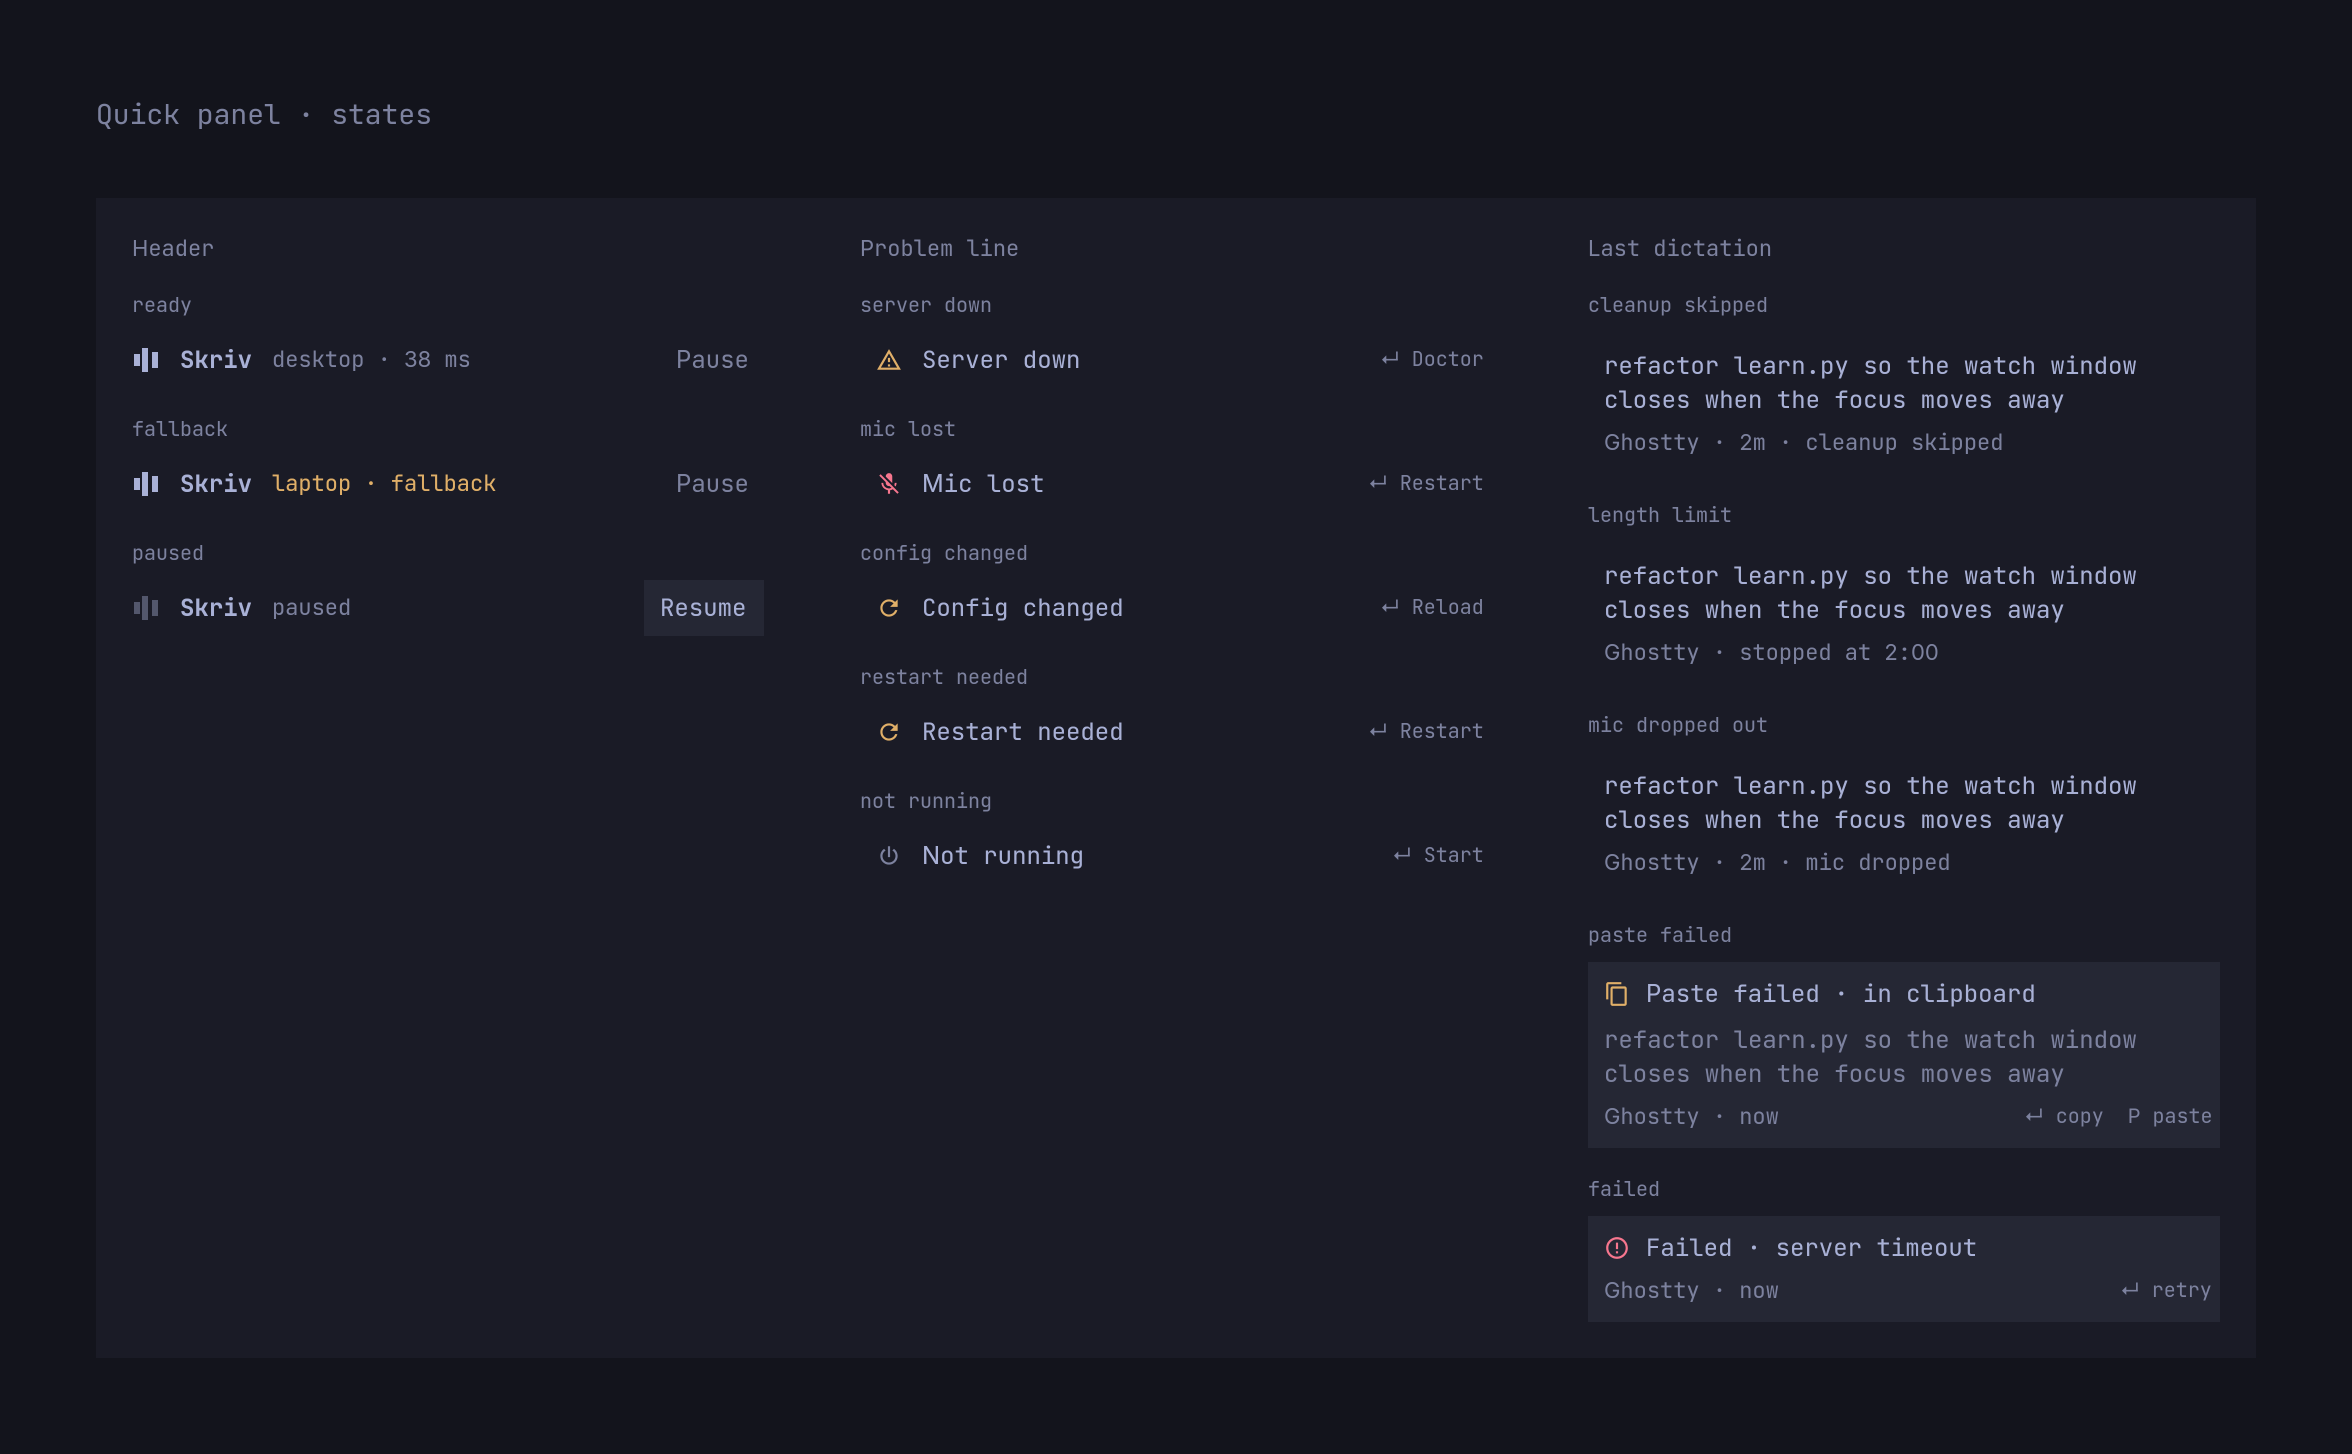 Quick panel · states
Header
ready
Skriv desktop · 38 ms Pause
fallback
Skriv laptop · fallback Pause
paused
Skriv paused Resume
Problem line
server down
Server down ↵ Doctor
mic lost
Mic lost ↵ Restart
config changed
Config changed ↵ Reload
restart needed
Restart needed ↵ Restart
not running
Not running ↵ Start
Last dictation
cleanup skipped
refactor learn.py so the watch window
closes when the focus moves away
Ghostty · 2m · cleanup skipped
length limit
refactor learn.py so the watch window
closes when the focus moves away
Ghostty · stopped at 2:00
mic dropped out
refactor learn.py so the watch window
closes when the focus moves away
Ghostty · 2m · mic dropped
paste failed
Paste failed · in clipboard
refactor learn.py so the watch window
closes when the focus moves away
Ghostty · now ↵ copy P paste
failed
Failed · server timeout
Ghostty · now ↵ retry